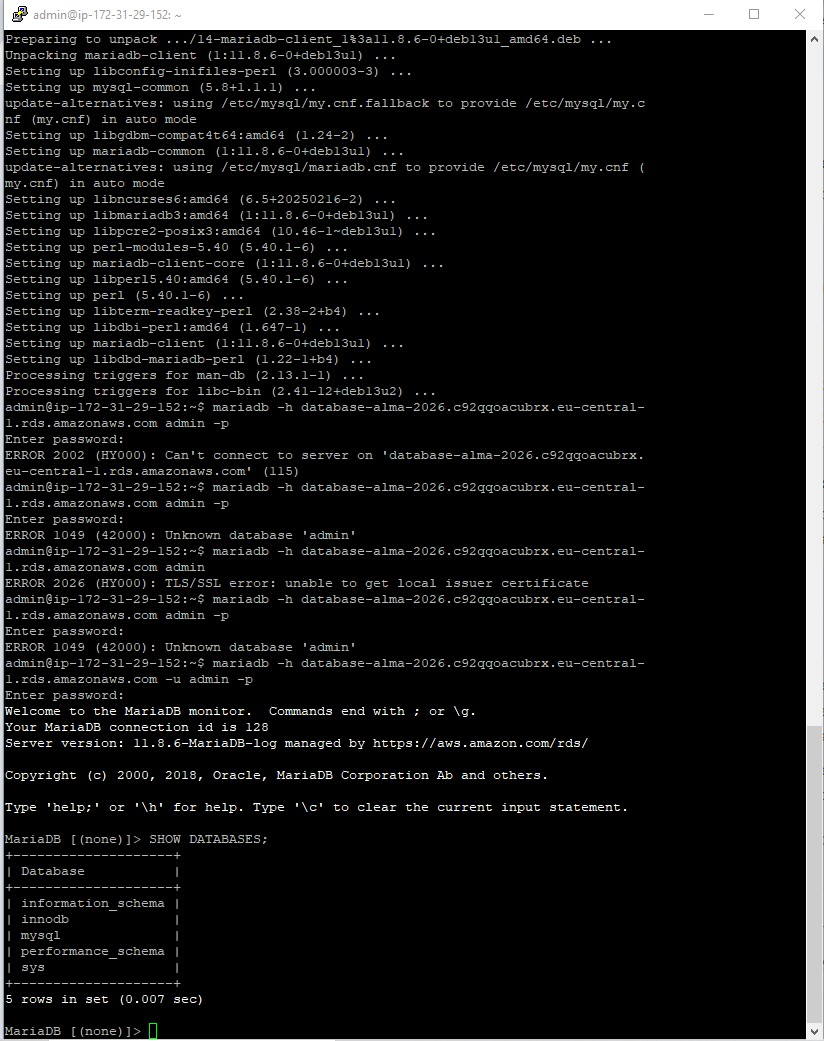 admin@ip-172-31-29-152: ~
Preparing to unpack .../14-mariadb-client_1%3a11.8.6-0+deb13u1_amd64.deb ...
Unpacking mariadb-client (1:11.8.6-0+deb13u1) ...
Setting up libconfig-inifiles-perl (3.000003-3) ...
Setting up mysql-common (5.8+1.1.1) ...
update-alternatives: using /etc/mysql/my.cnf.fallback to provide /etc/mysql/my.c
nf (my.cnf) in auto mode
Setting up libgdbm-compat4t64:amd64 (1.24-2) ...
Setting up mariadb-common (1:11.8.6-0+deb13u1) ...
update-alternatives: using /etc/mysql/mariadb.cnf to provide /etc/mysql/my.cnf (
my.cnf) in auto mode
Setting up libncurses6:amd64 (6.5+20250216-2) ...
Setting up libmariadb3:amd64 (1:11.8.6-0+deb13u1) ...
Setting up libpcre2-posix3:amd64 (10.46-1~deb13u1) ...
Setting up perl-modules-5.40 (5.40.1-6) ...
Setting up mariadb-client-core (1:11.8.6-0+deb13u1) ...
Setting up libperl5.40:amd64 (5.40.1-6) ...
Setting up perl (5.40.1-6) ...
Setting up libterm-readkey-perl (2.38-2+b4) ...
Setting up libdbi-perl:amd64 (1.647-1) ...
Setting up mariadb-client (1:11.8.6-0+deb13u1) ...
Setting up libdbd-mariadb-perl (1.22-1+b4) ...
Processing triggers for man-db (2.13.1-1) ...
Processing triggers for libc-bin (2.41-12+deb13u2) ...
admin@ip-172-31-29-152:~$ mariadb -h database-alma-2026.c92qqoacubrx.eu-central-
1.rds.amazonaws.com admin -p
Enter password:
ERROR 2002 (HY000): Can't connect to server on 'database-alma-2026.c92qqoacubrx.
eu-central-1.rds.amazonaws.com' (115)
admin@ip-172-31-29-152:~$ mariadb -h database-alma-2026.c92qqoacubrx.eu-central-
1.rds.amazonaws.com admin -p
Enter password:
ERROR 1049 (42000): Unknown database 'admin'
admin@ip-172-31-29-152:~$ mariadb -h database-alma-2026.c92qqoacubrx.eu-central-
1.rds.amazonaws.com admin
ERROR 2026 (HY000): TLS/SSL error: unable to get local issuer certificate
admin@ip-172-31-29-152:~$ mariadb -h database-alma-2026.c92qqoacubrx.eu-central-
1.rds.amazonaws.com admin -p
Enter password:
ERROR 1049 (42000): Unknown database 'admin'
admin@ip-172-31-29-152:~$ mariadb -h database-alma-2026.c92qqoacubrx.eu-central-
1.rds.amazonaws.com -u admin -p
Enter password:
Welcome to the MariaDB monitor.  Commands end with ; or \g.
Your MariaDB connection id is 128
Server version: 11.8.6-MariaDB-log managed by https://aws.amazon.com/rds/
Copyright (c) 2000, 2018, Oracle, MariaDB Corporation Ab and others.
Type 'help;' or '\h' for help. Type '\c' to clear the current input statement.
MariaDB [(none)]> SHOW DATABASES;
+--------------------+
| Database           |
+--------------------+
| information_schema |
| innodb             |
| mysql              |
| performance_schema |
| sys                |
+--------------------+
5 rows in set (0.007 sec)
MariaDB [(none)]>